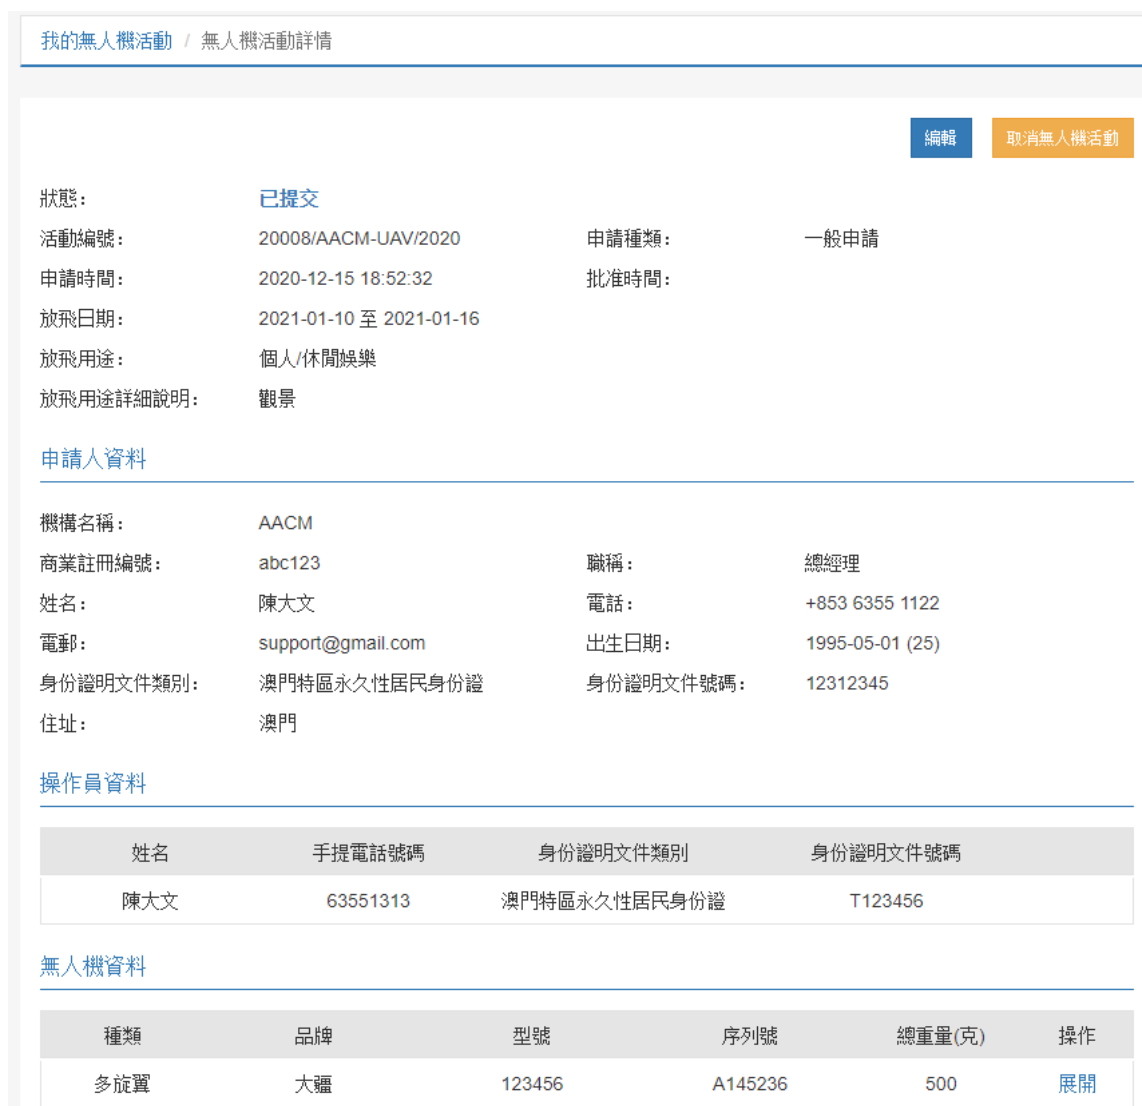 我的無人機活動 / 無人機活動詳情
編輯 取消無人機活動
狀態： 已提交
活動編號： 20008/AACM-UAV/2020 申請種類： 一般申請
申請時間： 2020-12-15 18:52:32 批准時間：
放飛日期： 2021-01-10 至 2021-01-16
放飛用途： 個人/休閒娛樂
放飛用途詳細說明： 觀景
申請人資料
機構名稱： AACM
商業註冊編號： abc123 職稱： 總經理
姓名： 陳大文 電話： +853 6355 1122
電郵： support@gmail.com 出生日期： 1995-05-01 (25)
身份證明文件類別： 澳門特區永久性居民身份證 身份證明文件號碼： 12312345
住址： 澳門
操作員資料
姓名 手提電話號碼 身份證明文件類別 身份證明文件號碼
陳大文 63551313 澳門特區永久性居民身份證 T123456
無人機資料
種類 品牌 型號 序列號 總重量(克) 操作
多旋翼 大疆 123456 A145236 500 展開